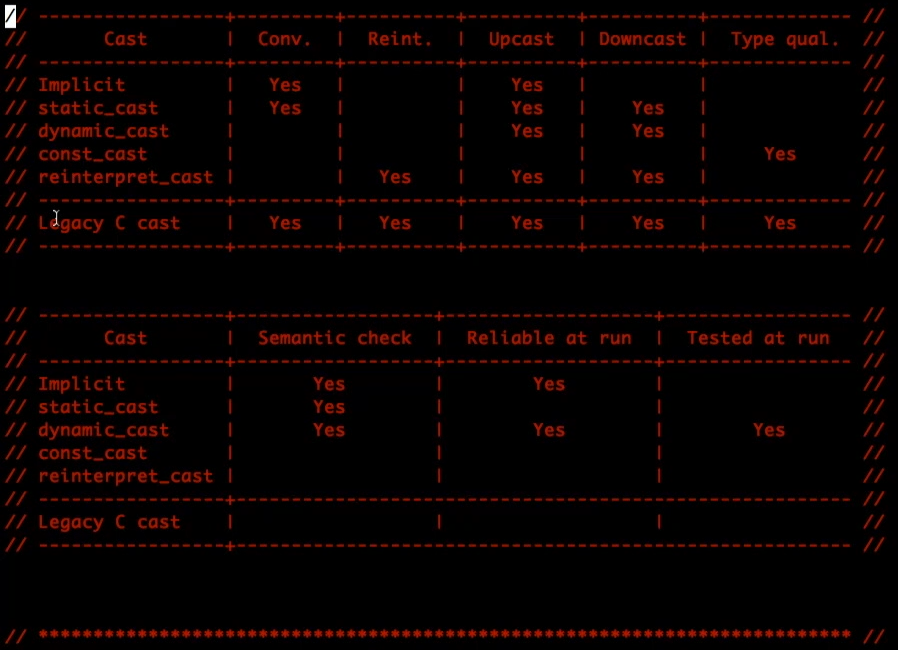 // ---------------------+---------+----------+----------+----------+------------- //
//       Cast           |  Conv.  |  Reint.  |  Upcast  | Downcast |  Type qual.  //
// ---------------------+---------+----------+----------+----------+------------- //
// Implicit             |   Yes   |          |   Yes    |          |              //
// static_cast          |   Yes   |          |   Yes    |   Yes    |              //
// dynamic_cast         |         |          |   Yes    |   Yes    |              //
// const_cast           |         |          |          |          |     Yes      //
// reinterpret_cast     |         |   Yes    |   Yes    |   Yes    |              //
// ---------------------+---------+----------+----------+----------+------------- //
// Legacy C cast        |   Yes   |   Yes    |   Yes    |   Yes    |     Yes      //
// ---------------------+---------+----------+----------+----------+------------- //
// -----------------+------------------+-------------------+----------------- //
//       Cast       |  Semantic check  |  Reliable at run  |  Tested at run  //
// -----------------+------------------+-------------------+----------------- //
// Implicit         |       Yes        |       Yes         |                 //
// static_cast      |       Yes        |                   |                 //
// dynamic_cast     |       Yes        |       Yes         |       Yes       //
// const_cast       |                  |                   |                 //
// reinterpret_cast |                  |                   |                 //
// -----------------+-------------------------------------------------------- //
// Legacy C cast    |                  |                   |                 //
// -----------------+-------------------------------------------------------- //
// ************************************************************************** //